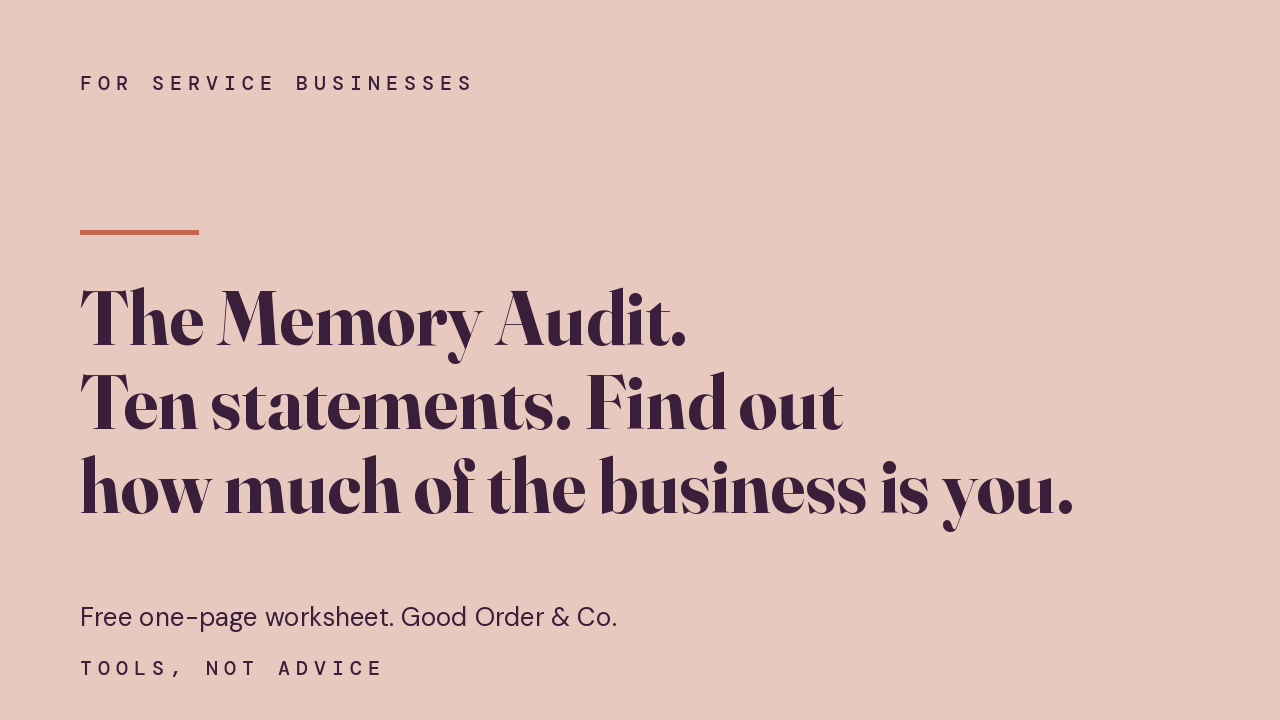 FOR SERVICE BUSINESSES
The Memory Audit.
Ten statements. Find out
how much of the business is you.
Free one-page worksheet. Good Order & Co.
TOOLS, NOT ADVICE